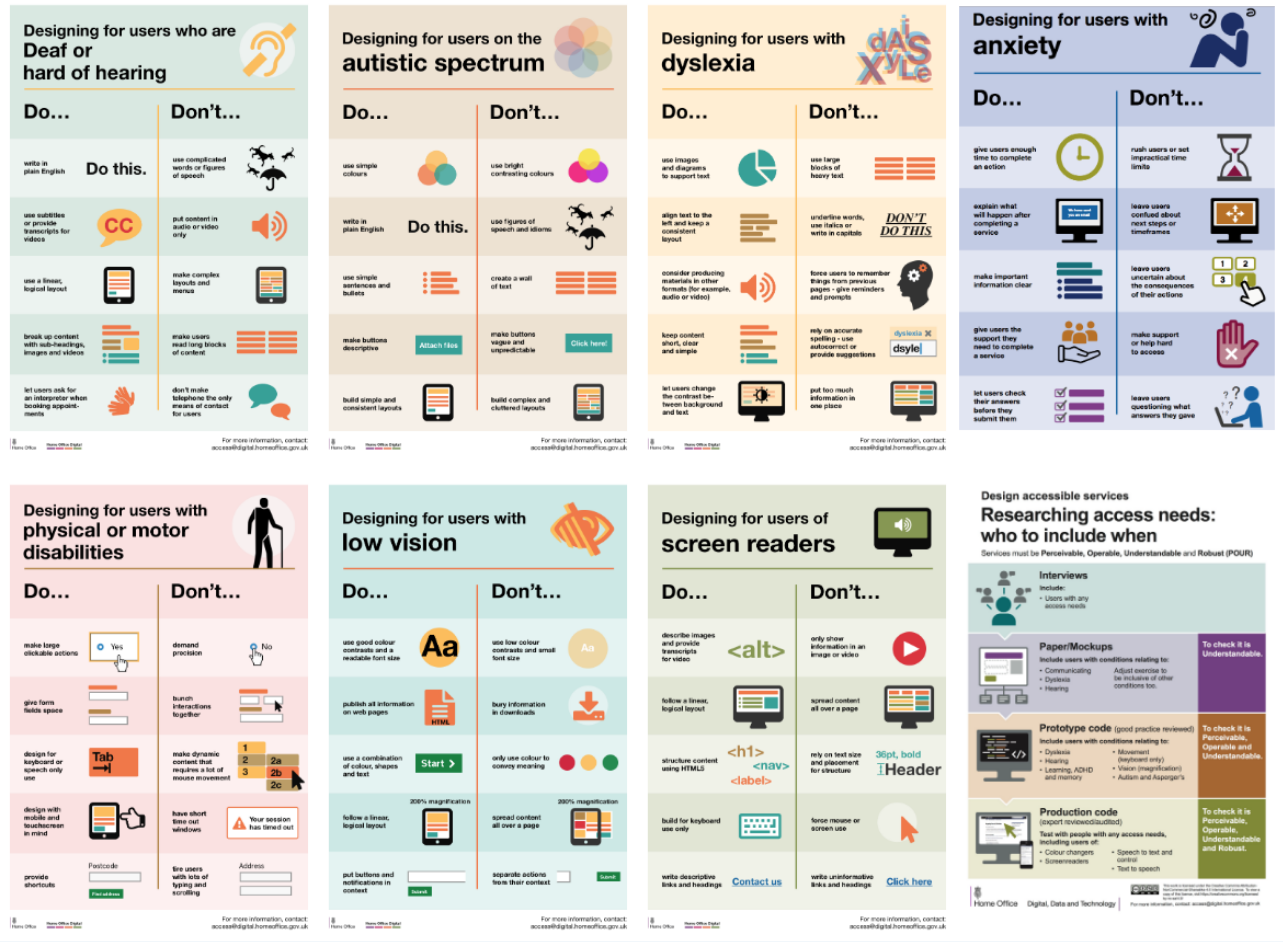 Designing for users who are
Deaf or
hard of hearing
Do...
Don't...
write in
plain English
Do this.
use complicated
words or figures
of speech
use subtitles
or provide
transcripts for
videos
CC
put content in
audio or video
only
use a linear,
logical layout
make complex
layouts and
menus
break up content
with sub-headings,
images and videos
make users
read long blocks
of content
let users ask for
an interpreter when
booking appoint-
ments
don't make
telephone the only
means of contact
for users
Home Office
Home Office Digital
For more information, contact:
access@digital.homeoffice.gov.uk
Designing for users on the
autistic spectrum
Do...
Don't...
use simple
colours
use bright
contrasting colours
write in
plain English
Do this.
use figures of
speech and idioms
use simple
sentences and
bullets
create a wall
of text
make buttons
descriptive
Attach files
make buttons
vague and
unpredictable
Click here!
build simple and
consistent layouts
build complex and
cluttered layouts
Home Office
Home Office Digital
For more information, contact:
access@digital.homeoffice.gov.uk
Designing for users with
dyslexia
Do...
Don't...
use images
and diagrams
to support text
use large
blocks of
heavy text
align text to the
left and keep a
consistent
layout
underline words,
use italics or
write in capitals
DON'T
DO THIS
consider producing
materials in other
formats (for example,
audio or video)
force users to remember
things from previous
pages - give reminders
and prompts
keep content
short, clear
and simple
rely on accurate
spelling - use
autocorrect or
provide suggestions
dyslexia X
dsyle
let users change
the contrast be-
tween background
and text
put too much
information in
one place
Home Office
Home Office Digital
For more information, contact:
access@digital.homeoffice.gov.uk
Designing for users with
anxiety
Do...
Don't...
give users enough
time to complete
an action
rush users or set
impractical time
limits
explain what
will happen after
completing a
service
leave users
confused about
next steps or
timeframes
make important
information clear
leave users
uncertain about
the consequences
of their actions
1 2
3 4
give users the
support they
need to complete
a service
make support
or help hard
to access
let users check
their answers
before they
submit them
leave users
questioning what
answers they gave
? ?
? ?
Designing for users with
physical or motor
disabilities
Do...
Don't...
make large
clickable actions
Yes
demand
precision
No
give form
fields space
bunch
interactions
together
design for
keyboard or
speech only
use
Tab
make dynamic
content that
requires a lot of
mouse movement
1
2 2a
3 2b
2c
design with
mobile and
touchscreen
in mind
have short
time out
windows
Your session
has timed out
provide
shortcuts
Postcode
Find address
tire users
with lots of
typing and
scrolling
Address
Home Office
Home Office Digital
For more information, contact:
access@digital.homeoffice.gov.uk
Designing for users with
low vision
Do...
Don't...
use good colour
contrasts and a
readable font size
Aa
use low colour
contrasts and small
font size
Aa
publish all information
on web pages
HTML
bury information
in downloads
use a combination
of colour, shapes
and text
Start >
only use colour to
convey meaning
follow a linear,
logical layout
200% magnification
spread content
all over a page
200% magnification
put buttons and
notifications in
context
Submit
separate actions
from their context
Submit
Home Office
Home Office Digital
For more information, contact:
access@digital.homeoffice.gov.uk
Designing for users of
screen readers
Do...
Don't...
describe images
and provide
transcripts
for video
<alt>
only show
information in an
image or video
follow a linear,
logical layout
spread content
all over a page
structure content
using HTML5
<h1>
<nav>
<label>
rely on text size
and placement
for structure
36pt, bold
Header
build for keyboard
use only
force mouse or
screen use
write descriptive
links and headings
Contact us
write uninformative
links and headings
Click here
Home Office
Home Office Digital
For more information, contact:
access@digital.homeoffice.gov.uk
Design accessible services
Researching access needs:
who to include when
Services must be Perceivable, Operable, Understandable and Robust (POUR)
Interviews
Include:
• Users with any
access needs
Paper/Mockups
Include users with conditions relating to:
• Communicating
• Dyslexia
• Hearing
Adjust exercise to
be inclusive of other
conditions too.
To check it is
Understandable.
Prototype code (good practice reviewed)
Include users with conditions relating to:
• Dyslexia
• Hearing
• Learning, ADHD
and memory
• Movement
(keyboard only)
• Vision (magnification)
• Autism and Asperger's
To check it is
Perceivable,
Operable and
Understandable.
Production code
(expert reviewed/audited)
Test with people with any access needs,
including users of:
• Colour changers
• Screenreaders
• Speech to text and
control
• Text to speech
To check it is
Perceivable,
Operable,
Understandable
and Robust.
Home Office
Digital, Data and Technology
For more information, contact: access@digital.homeoffice.gov.uk